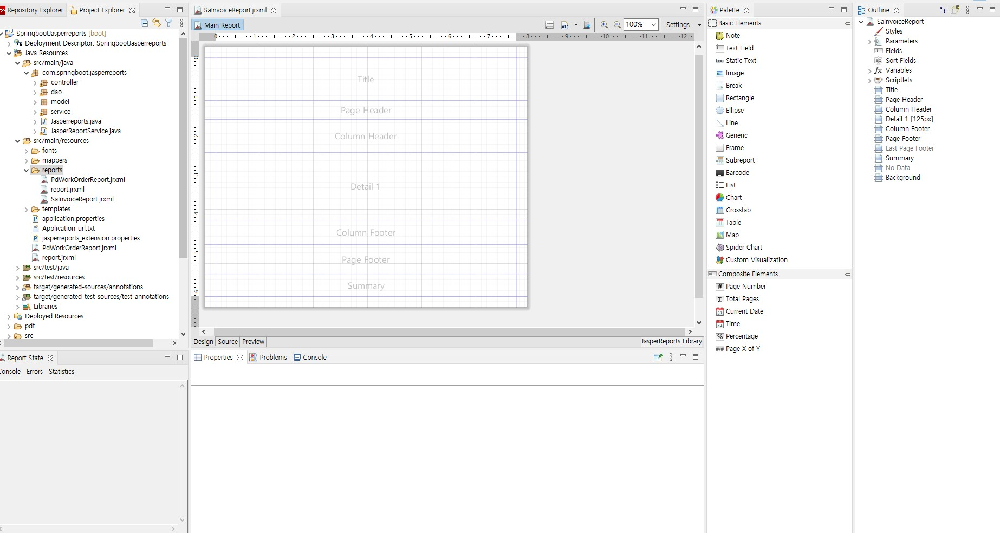 Repository Explorer
Project Explorer
SpringbootJasperreports [boot]
Deployment Descriptor: SpringbootJasperreports
Java Resources
src/main/java
com.springboot.jasperreports
controller
dao
model
service
Jasperreports.java
JasperReportService.java
src/main/resources
fonts
mappers
reports
PdWorkOrderReport.jrxml
report.jrxml
SaInvoiceReport.jrxml
templates
application.properties
Application-url.txt
jasperreports_extension.properties
PdWorkOrderReport.jrxml
report.jrxml
src/test/java
src/test/resources
target/generated-sources/annotations
target/generated-test-sources/test-annotations
Libraries
Deployed Resources
pdf
src
Report State
Console Errors Statistics
SaInvoiceReport.jrxml
Main Report
100%
Settings
0 1 2 3 4 5 6 7 8 9 10 11 12
0
1
2
3
4
5
6
Title
Page Header
Column Header
Detail 1
Column Footer
Page Footer
Summary
Design Source Preview
JasperReports Library
Properties Problems Console
Palette
Basic Elements
Note
Text Field
label Static Text
Image
Break
Rectangle
Ellipse
Line
Generic
Frame
Subreport
Barcode
List
Chart
Crosstab
Table
Map
Spider Chart
Custom Visualization
Composite Elements
# Page Number
Σ Total Pages
31 Current Date
31 Time
% Percentage
#/# Page X of Y
Outline
SaInvoiceReport
Styles
Parameters
Fields
Sort Fields
fx Variables
Scriptlets
Title
Page Header
Column Header
Detail 1 [125px]
Column Footer
Page Footer
Last Page Footer
Summary
No Data
Background